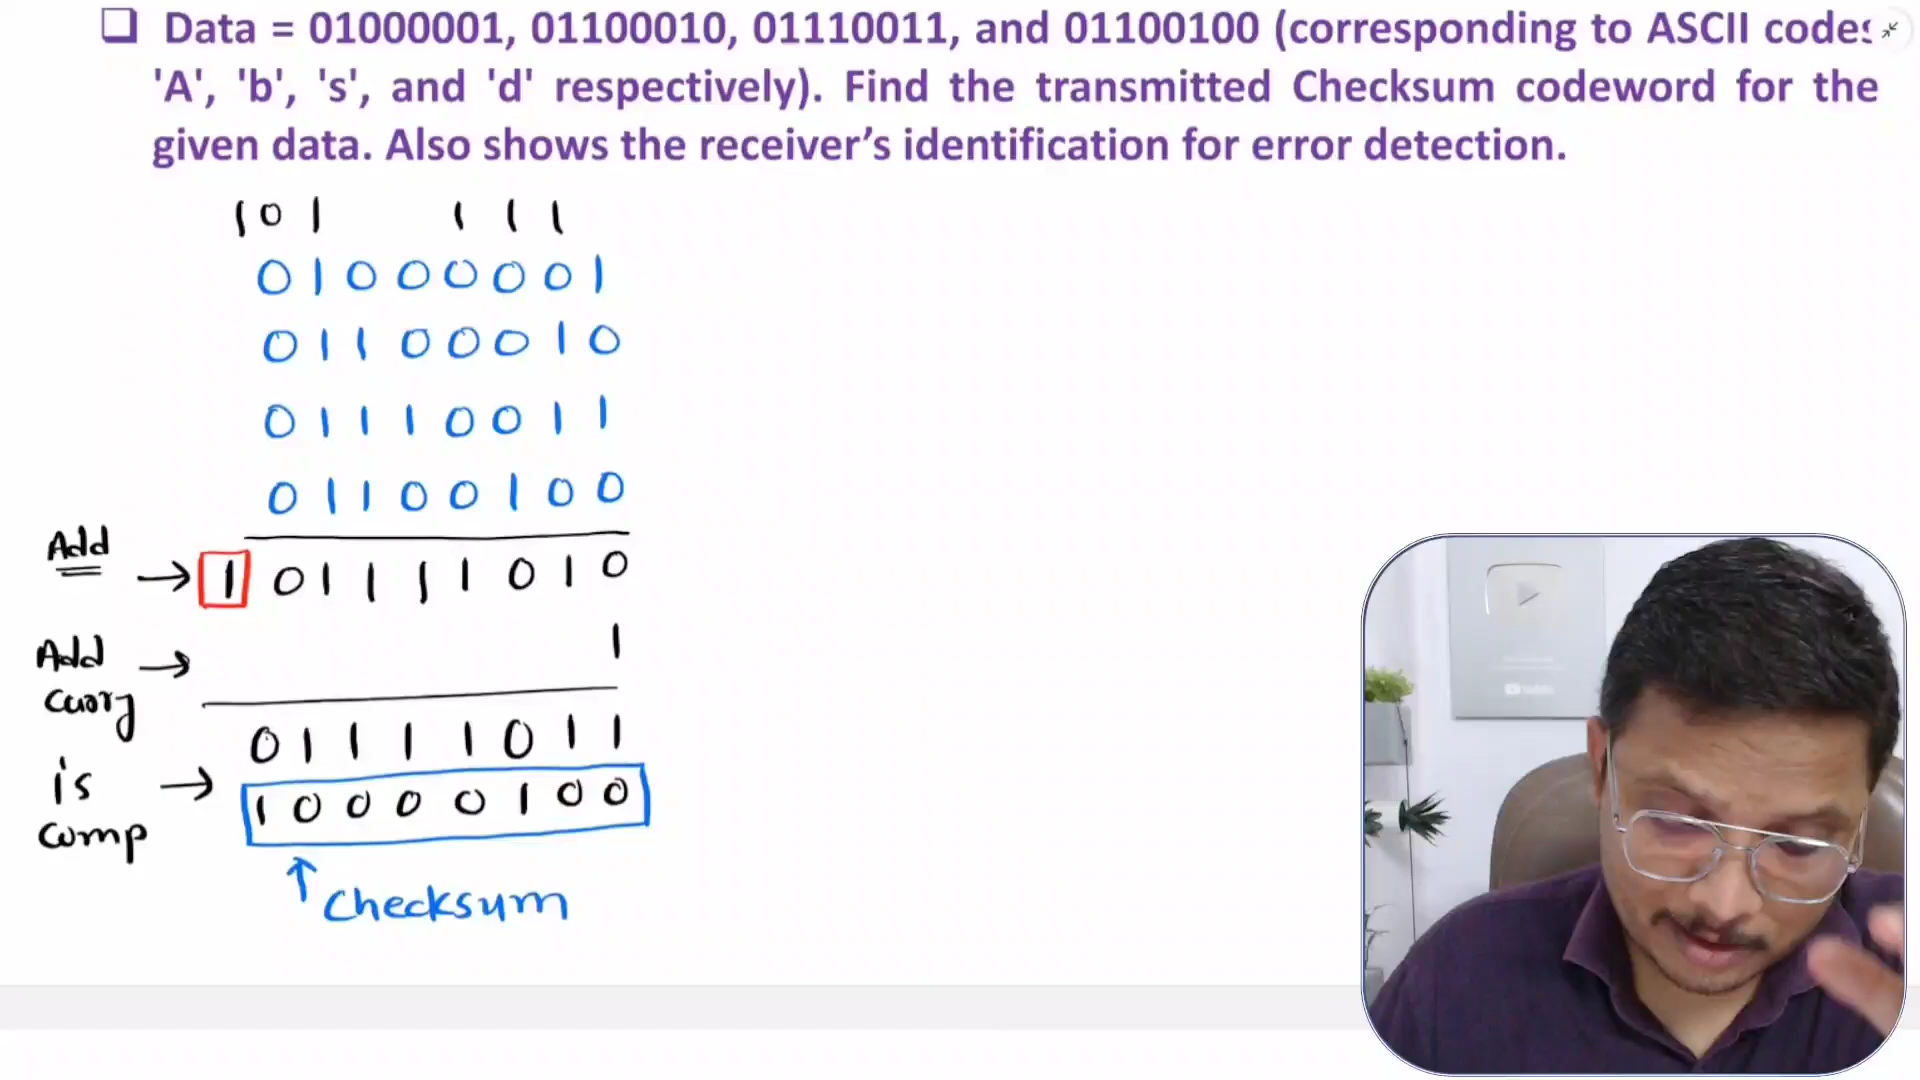 ❑ Data = 01000001, 01100010, 01110011, and 01100100 (corresponding to ASCII codes
'A', 'b', 's', and 'd' respectively). Find the transmitted Checksum codeword for the
given data. Also shows the receiver's identification for error detection.
1 0 1 1 1 1
0 1 0 0 0 0 0 1
0 1 1 0 0 0 1 0
0 1 1 1 0 0 1 1
0 1 1 0 0 1 0 0
Add → 1 0 1 1 1 1 0 1 0
Add → 1
carry
0 1 1 1 1 0 1 1
1s → 1 0 0 0 0 1 0 0
comp
↑ Checksum
YouTube